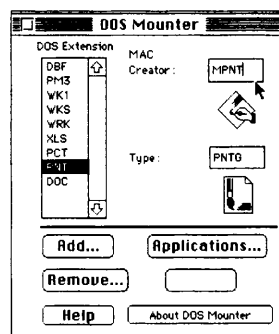 DOS Mounter
DOS Extension
MAC
Creator: MPNT
DBF
PM3
WK1
WKS
WRK
XLS
PCT
PNT
DOC
Type: PNTG
Add...
Applications...
Remove...
Help
About DOS Mounter